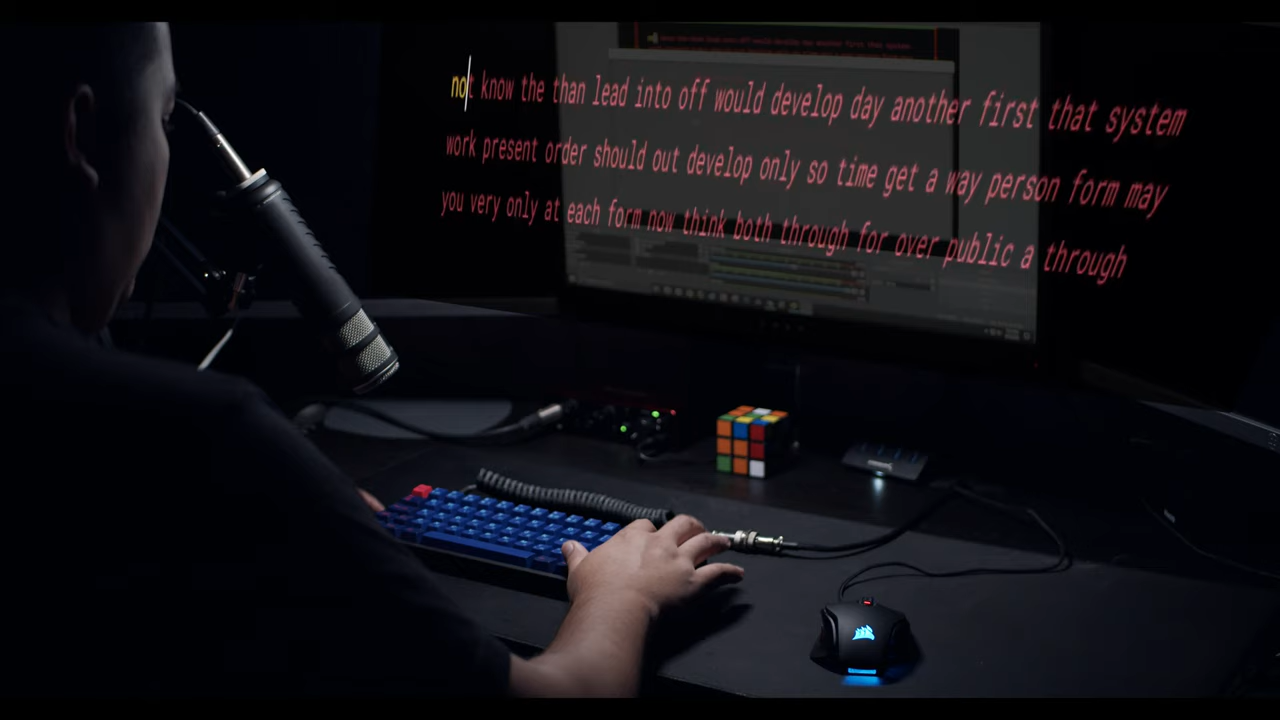 not know the than lead into off would develop day another first that system
work present order should out develop only so time get a way person form may
you very only at each form now think both through for over public a through